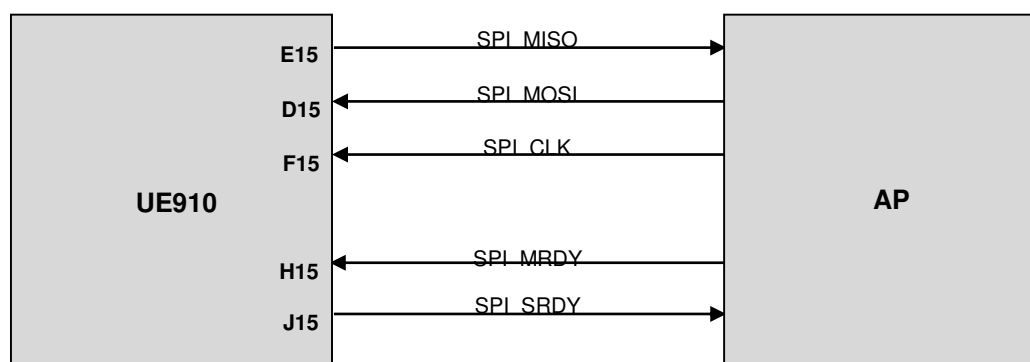 SPI_MISO
E15
SPI_MOSI
D15
SPI_CLK
F15
UE910
AP
SPI_MRDY
H15
SPI_SRDY
J15